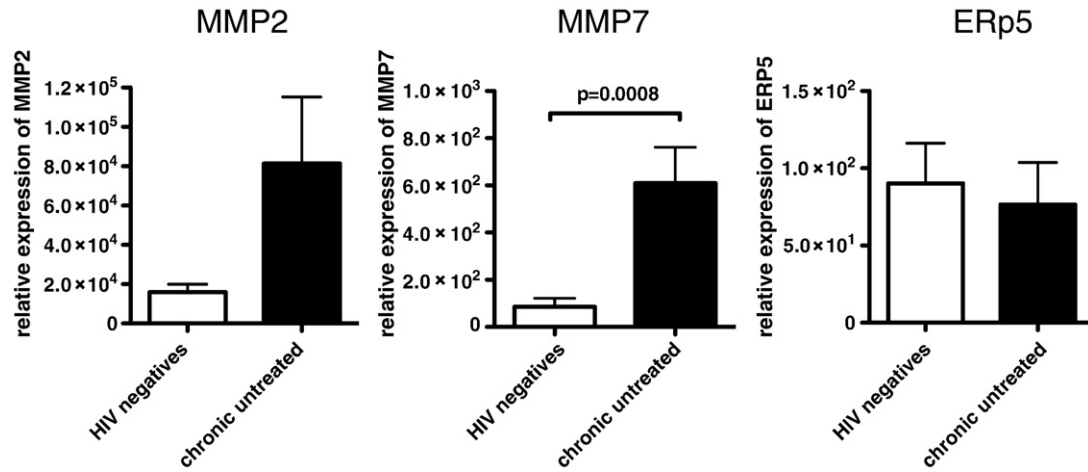 MMP2
relative expression of MMP2
1.2×10⁵
1.0×10⁵
8.0×10⁴
6.0×10⁴
4.0×10⁴
2.0×10⁴
0
HIV negatives
chronic untreated
MMP7
relative expression of MMP7
1.0×10³
8.0×10²
6.0×10²
4.0×10²
2.0×10²
0
p=0.0008
HIV negatives
chronic untreated
ERp5
relative expression of ERP5
1.5×10²
1.0×10²
5.0×10¹
0
HIV negatives
chronic untreated